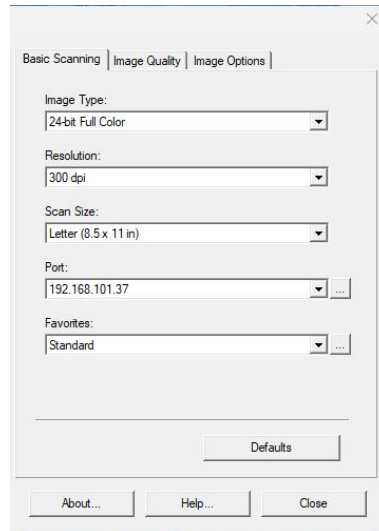 Basic Scanning Image Quality Image Options
Image Type:
24-bit Full Color
Resolution:
300 dpi
Scan Size:
Letter (8.5 x 11 in)
Port:
192.168.101.37 ...
Favorites:
Standard ...
Defaults
About... Help... Close